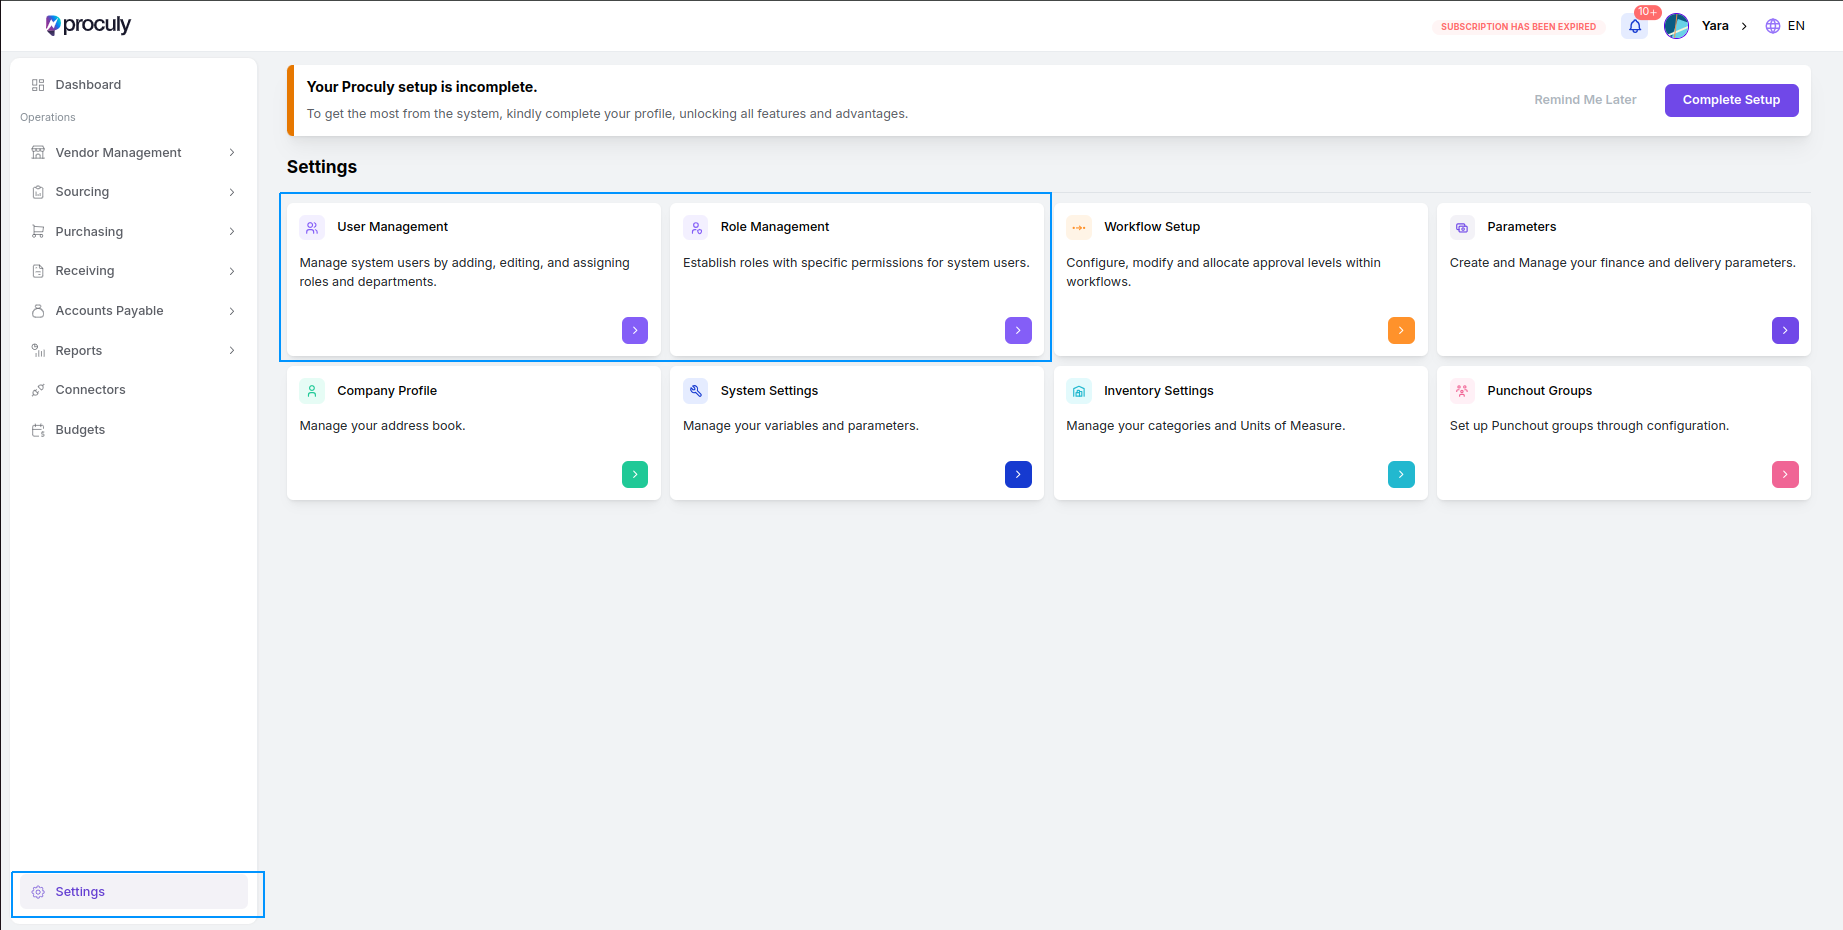 proculy
SUBSCRIPTION HAS BEEN EXPIRED
10+
Yara
EN
Dashboard
Operations
Vendor Management
Sourcing
Purchasing
Receiving
Accounts Payable
Reports
Connectors
Budgets
Settings
Your Proculy setup is incomplete.
To get the most from the system, kindly complete your profile, unlocking all features and advantages.
Remind Me Later
Complete Setup
Settings
User Management
Manage system users by adding, editing, and assigning
roles and departments.
Role Management
Establish roles with specific permissions for system users.
Workflow Setup
Configure, modify and allocate approval levels within
workflows.
Parameters
Create and Manage your finance and delivery parameters.
Company Profile
Manage your address book.
System Settings
Manage your variables and parameters.
Inventory Settings
Manage your categories and Units of Measure.
Punchout Groups
Set up Punchout groups through configuration.